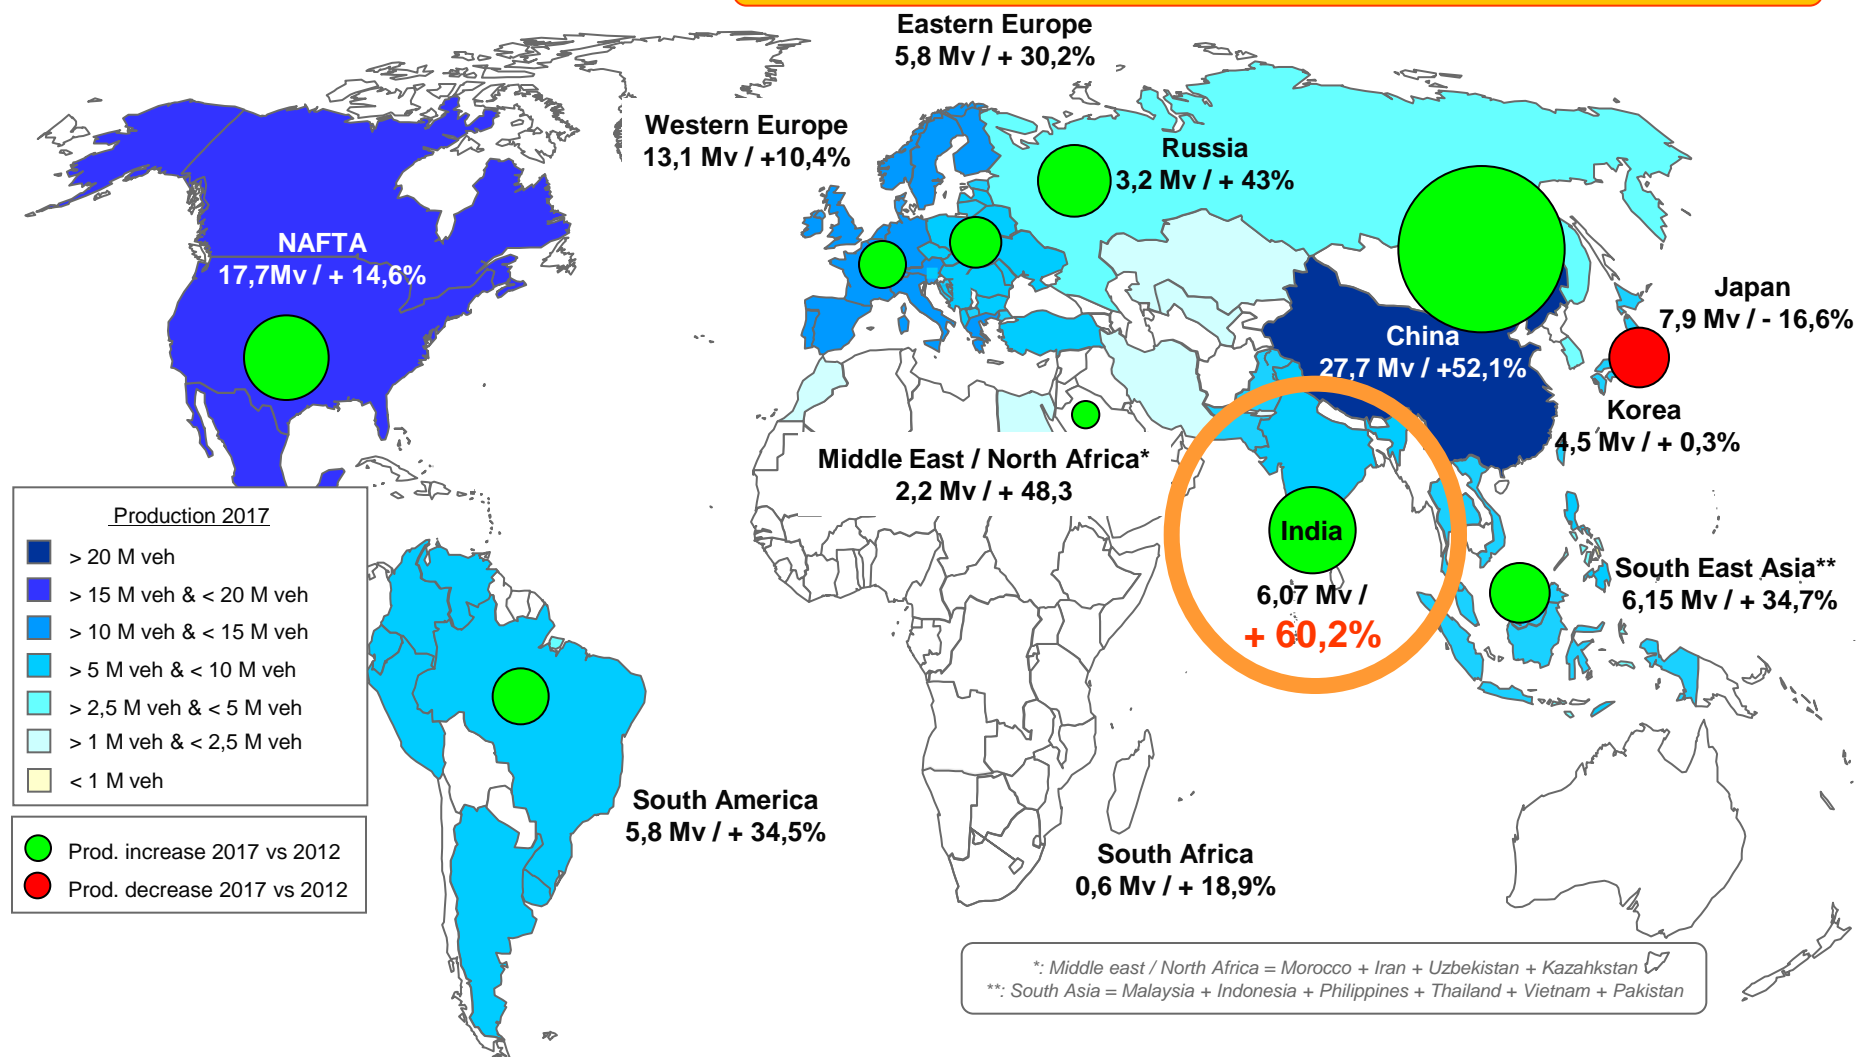 Eastern Europe
5,8 Mv / + 30,2%
Western Europe
13,1 Mv / +10,4%
Russia
3,2 Mv / + 43%
NAFTA
17,7Mv / + 14,6%
Japan
7,9 Mv / - 16,6%
China
27,7 Mv / +52,1%
Korea
4,5 Mv / + 0,3%
Middle East / North Africa*
2,2 Mv / + 48,3
India
6,07 Mv /
+ 60,2%
South East Asia**
6,15 Mv / + 34,7%
Production 2017
> 20 M veh
> 15 M veh & < 20 M veh
> 10 M veh & < 15 M veh
> 5 M veh & < 10 M veh
> 2,5 M veh & < 5 M veh
> 1 M veh & < 2,5 M veh
< 1 M veh
South America
5,8 Mv / + 34,5%
Prod. increase 2017 vs 2012
Prod. decrease 2017 vs 2012
South Africa
0,6 Mv / + 18,9%
*: Middle east / North Africa = Morocco + Iran + Uzbekistan + Kazahkstan
**: South Asia = Malaysia + Indonesia + Philippines + Thailand + Vietnam + Pakistan